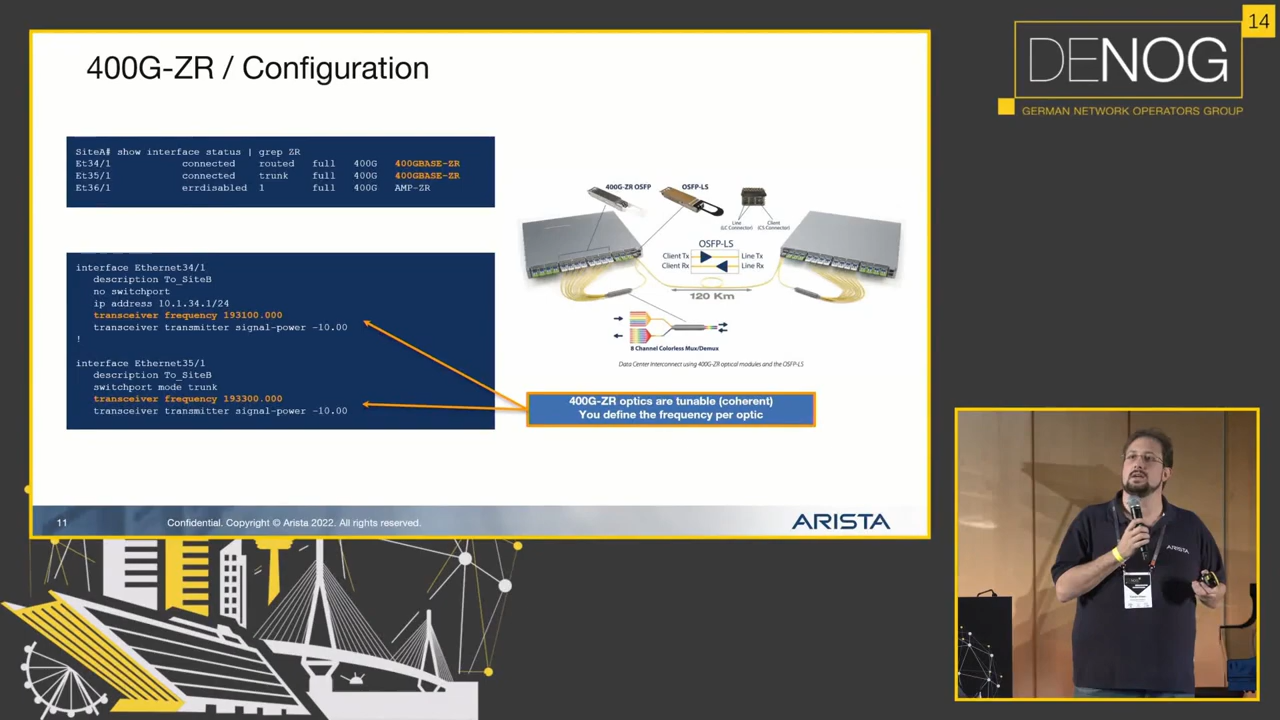 14
DENOG
GERMAN NETWORK OPERATORS GROUP
400G-ZR / Configuration
SiteA# show interface status | grep ZR
Et34/1 connected routed full 400G 400GBASE-ZR
Et35/1 connected trunk full 400G 400GBASE-ZR
Et36/1 errdisabled 1 full 400G AMP-ZR
interface Ethernet34/1
description To_SiteB
no switchport
ip address 10.1.34.1/24
transceiver frequency 193100.000
transceiver transmitter signal-power -10.00
!
interface Ethernet35/1
description To_SiteB
switchport mode trunk
transceiver frequency 193300.000
transceiver transmitter signal-power -10.00
400G-ZR OSFP
OSFP-LS
Line
(LC Connector)
Client
(CS Connector)
OSFP-LS
Client Tx
Line Tx
Client Rx
Line Rx
120 Km
8 Channel Colorless Mux/Demux
Data Center Interconnect using 400G-ZR optical modules and the OSFP-LS
400G-ZR optics are tunable (coherent)
You define the frequency per optic
11
Confidential. Copyright © Arista 2022. All rights reserved.
ARISTA
ARISTA